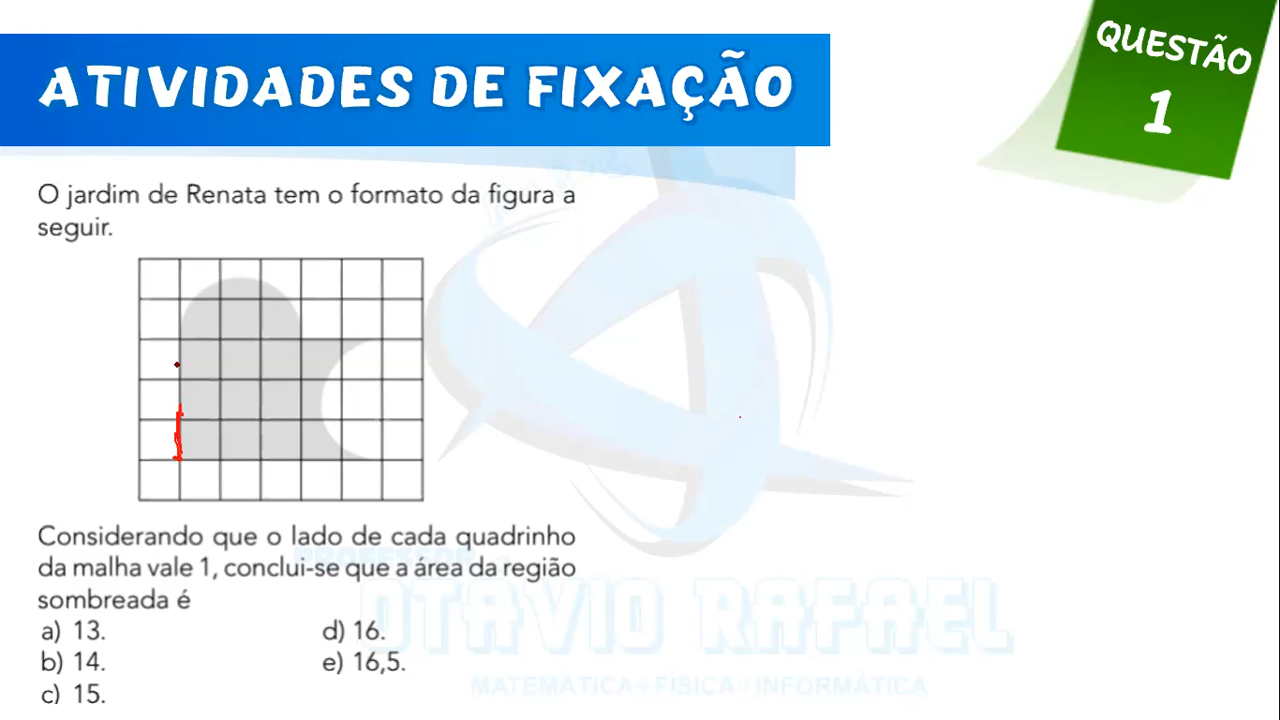 ATIVIDADES DE FIXAÇÃO
QUESTÃO
1
O jardim de Renata tem o formato da figura a
seguir.
Considerando que o lado de cada quadrinho
da malha vale 1, conclui-se que a área da região
sombreada é
a) 13.
b) 14.
c) 15.
d) 16.
e) 16,5.
PROFESSOR
OTAVIO RAFAEL
MATEMÁTICA - FÍSICA - INFORMÁTICA